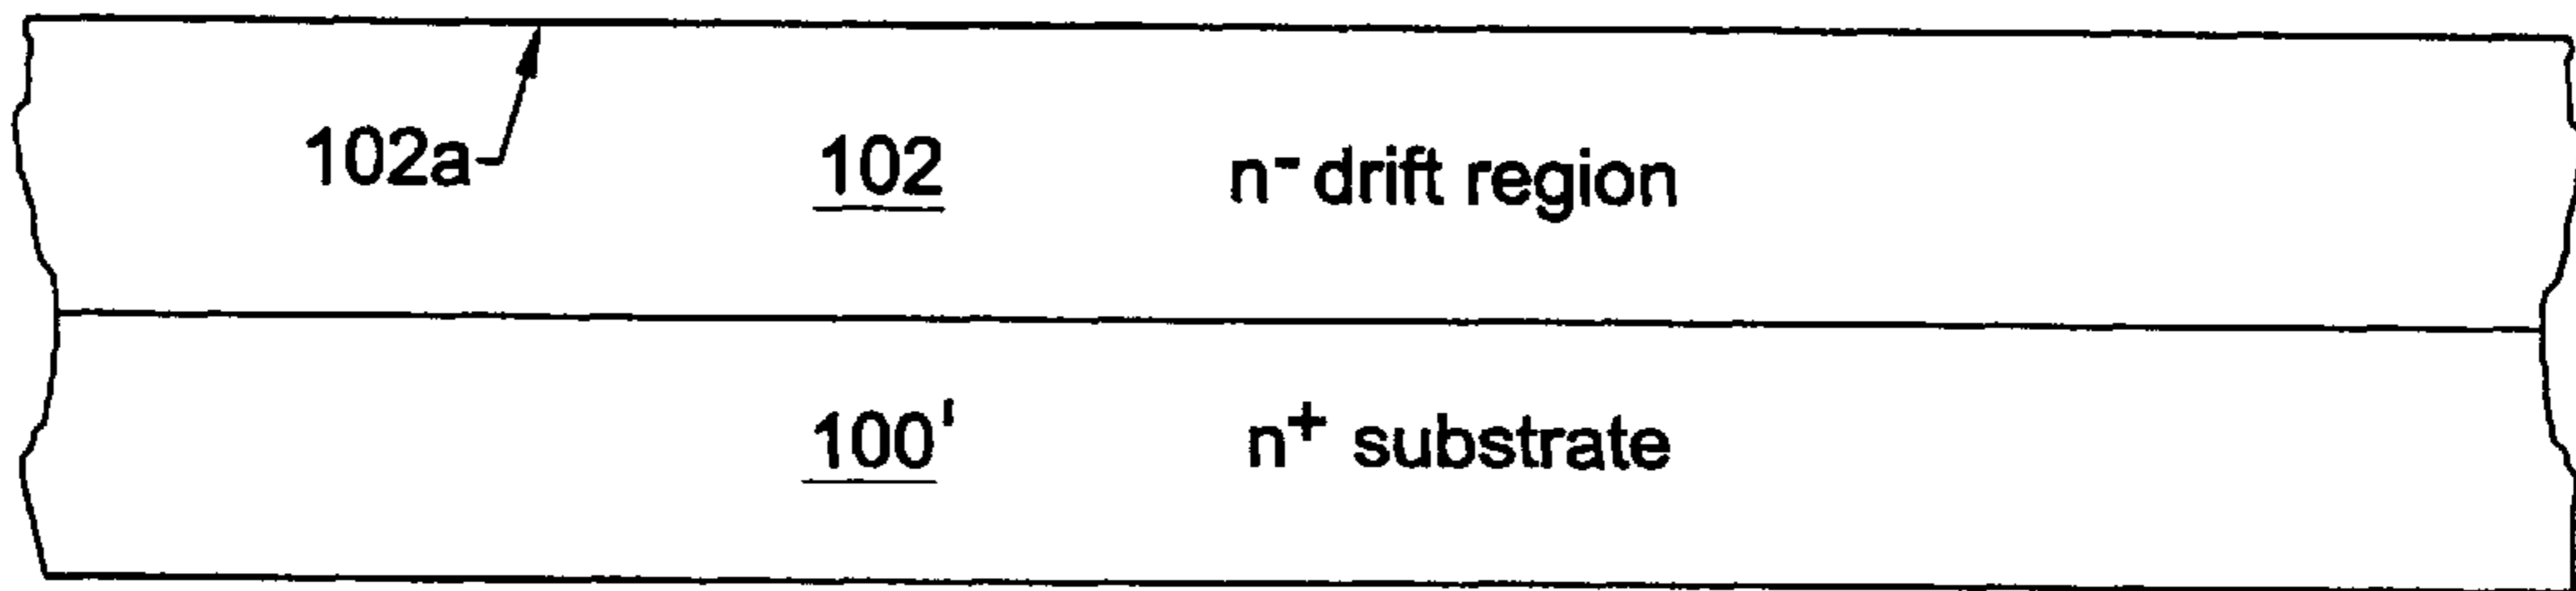 102a 102 n⁻ drift region
100' n⁺ substrate